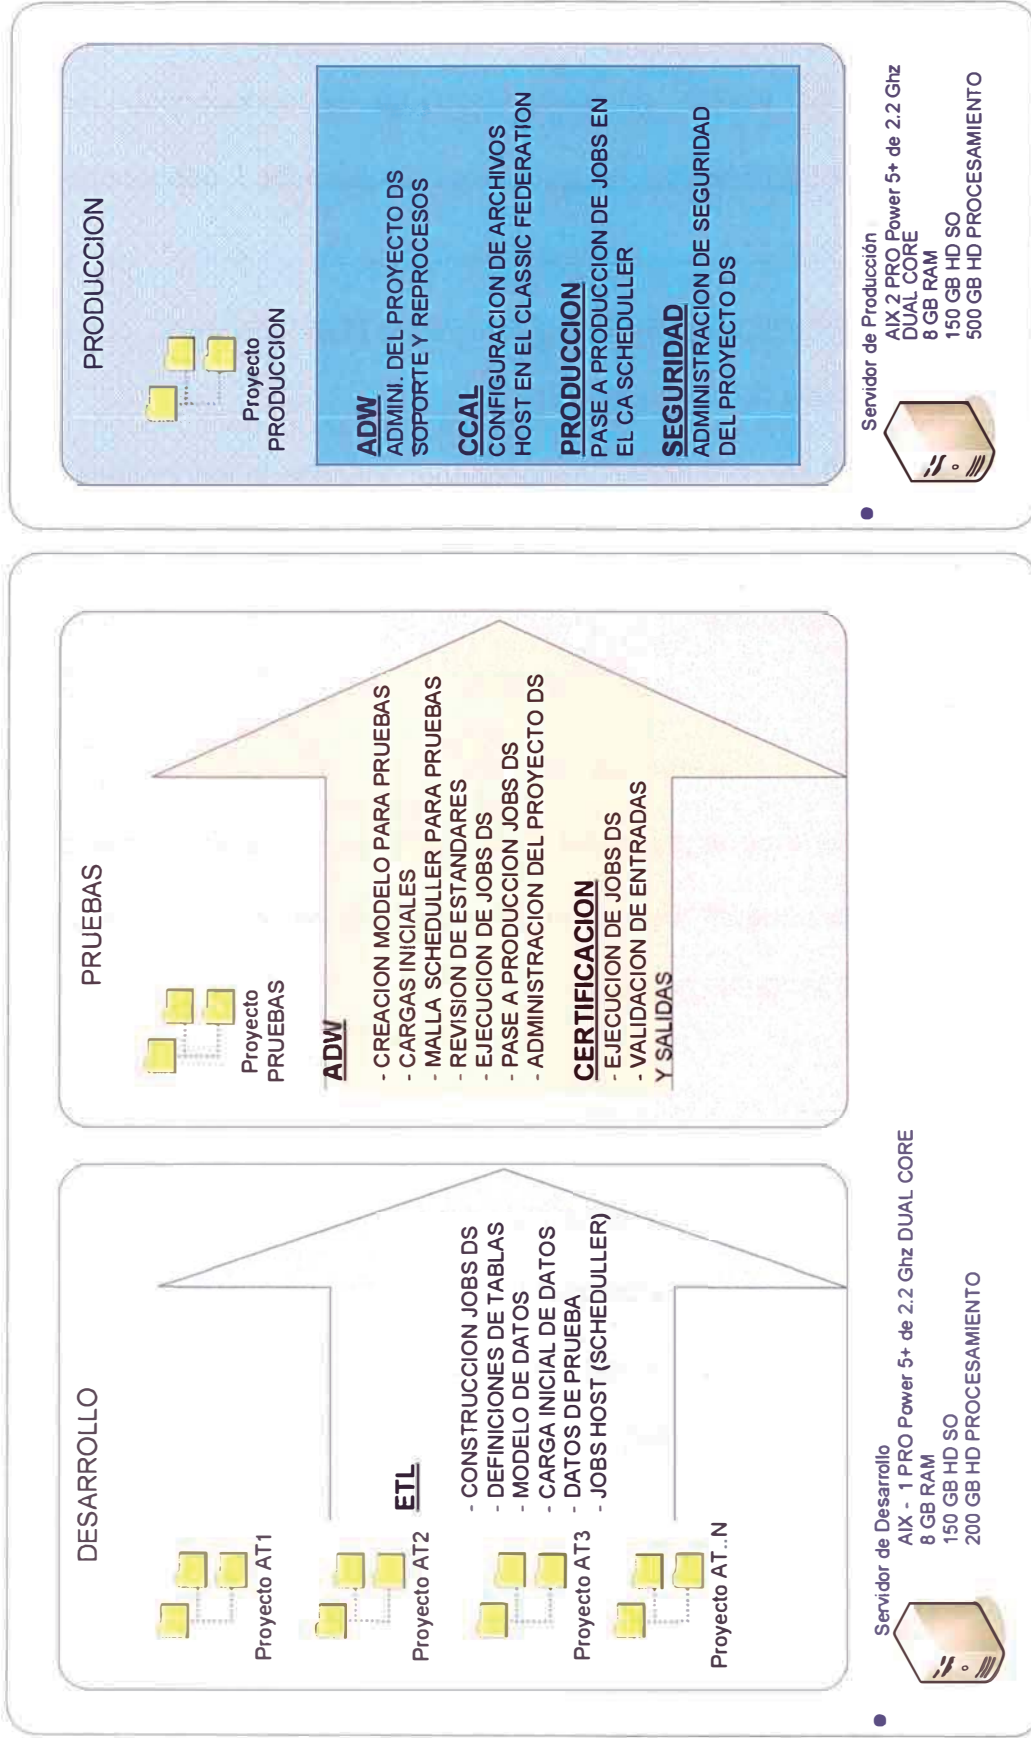 DESARROLLO
Proyecto AT1
Proyecto AT2
Proyecto AT3
Proyecto AT..N
ETL
- CONSTRUCCION JOBS DS
- DEFINICIONES DE TABLAS
- MODELO DE DATOS
- CARGA INICIAL DE DATOS
- DATOS DE PRUEBA
- JOBS HOST (SCHEDULLER)
Servidor de Desarrollo
AIX - 1 PRO Power 5+ de 2.2 Ghz DUAL CORE
8 GB RAM
150 GB HD SO
200 GB HD PROCESAMIENTO
PRUEBAS
Proyecto
PRUEBAS
ADW
- CREACION MODELO PARA PRUEBAS
- CARGAS INICIALES
- MALLA SCHEDULLER PARA PRUEBAS
- REVISION DE ESTANDARES
- EJECUCION DE JOBS DS
- PASE A PRODUCCION JOBS DS
- ADMINISTRACION DEL PROYECTO DS
CERTIFICACION
- EJECUCION DE JOBS DS
- VALIDACION DE ENTRADAS
Y SALIDAS
PRODUCCION
Proyecto
PRODUCCION
ADW
ADMINI. DEL PROYECTO DS
SOPORTE Y REPROCESOS
CCAL
CONFIGURACION DE ARCHIVOS
HOST EN EL CLASSIC FEDERATION
PRODUCCION
PASE A PRODUCCION DE JOBS EN
EL CA SCHEDULLER
SEGURIDAD
ADMINISTRACION DE SEGURIDAD
DEL PROYECTO DS
Servidor de Producción
AIX 2 PRO Power 5+ de 2.2 Ghz
DUAL CORE
8 GB RAM
150 GB HD SO
500 GB HD PROCESAMIENTO